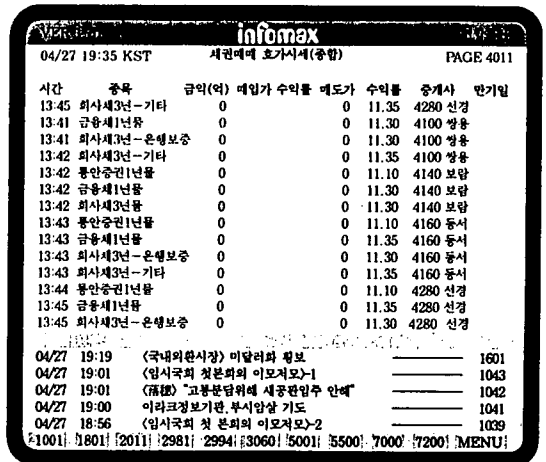 infomax
04/27 19:35 KST 채권매매 호가시세(종합) PAGE 4011
시간 종목 금액(억) 매입가 수익률 매도가 수익률 중개사 만기일
13:45 회사채3년-기타 0 0 11.35 4280 선경
13:41 금융채1년물 0 0 11.30 4100 쌍용
13:41 회사채3년-은행보증 0 0 11.30 4100 쌍용
13:42 회사채3년-기타 0 0 11.35 4100 쌍용
13:42 통안증권1년물 0 0 11.10 4140 보람
13:42 금융채1년물 0 0 11.30 4140 보람
13:42 회사채3년물 0 0 11.30 4140 보람
13:43 통안증권1년물 0 0 11.10 4160 동서
13:43 금융채1년물 0 0 11.35 4160 동서
13:43 회사채3년-은행보증 0 0 11.30 4160 동서
13:43 회사채3년-기타 0 0 11.35 4160 동서
13:44 통안증권1년물 0 0 11.10 4280 선경
13:45 금융채1년물 0 0 11.35 4280 선경
13:45 회사채3년-은행보증 0 0 11.30 4280 선경
04/27 19:19 <국내외환시장> 미달러화 횡보 1601
04/27 19:01 <임시국회 첫본회의 이모저모>-1 1043
04/27 19:01 <落穗> "고통분담위해 새공관입주 안해" 1042
04/27 19:00 이라크정보기관, 부시암살 기도 1041
04/27 18:56 <임시국회 첫 본회의 이모저모>-2 1039
1001 1801 2011 2981 2994 3060 5001 5500 7000 7200 MENU